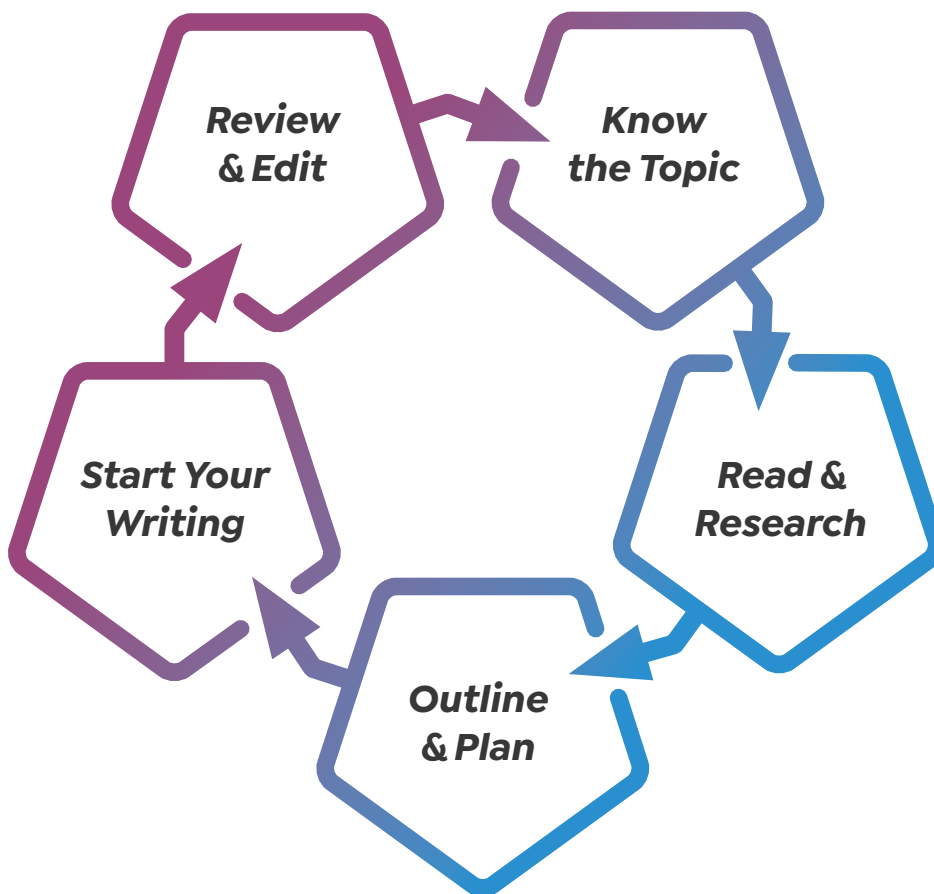 Review
& Edit
Know
the Topic
Read &
Research
Outline
& Plan
Start Your
Writing